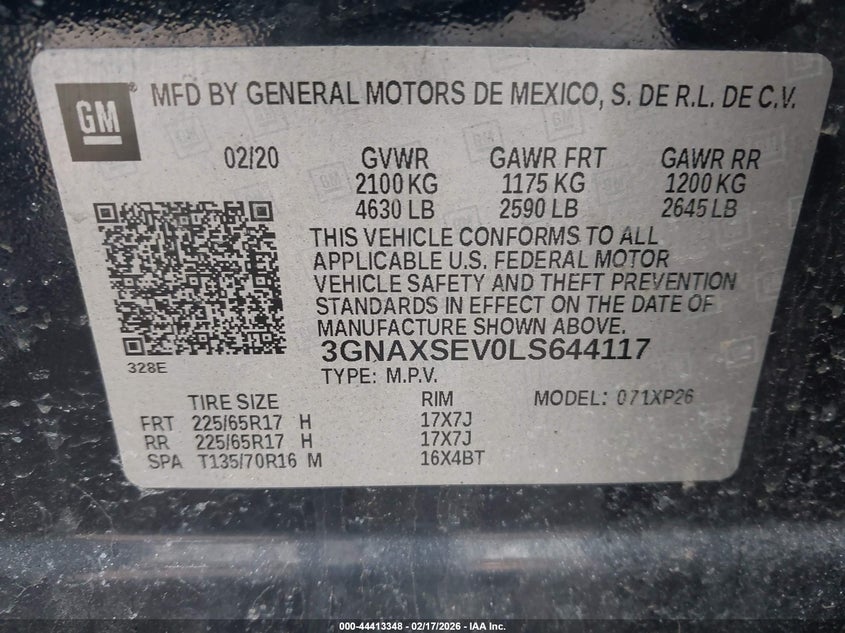 GM
MFD BY GENERAL MOTORS DE MEXICO, S. DE R.L. DE C.V.
02/20 GVWR GAWR FRT GAWR RR
2100 KG 1175 KG 1200 KG
4630 LB 2590 LB 2645 LB
THIS VEHICLE CONFORMS TO ALL
APPLICABLE U.S. FEDERAL MOTOR
VEHICLE SAFETY AND THEFT PREVENTION
STANDARDS IN EFFECT ON THE DATE OF
MANUFACTURE SHOWN ABOVE.
3GNAXSEV0LS644117
328E
TYPE: M.P.V.
TIRE SIZE RIM MODEL: 071XP26
FRT 225/65R17 H 17X7J
RR 225/65R17 H 17X7J
SPA T135/70R16 M 16X4BT
000-44413348 - 02/17/2026 - IAA Inc.